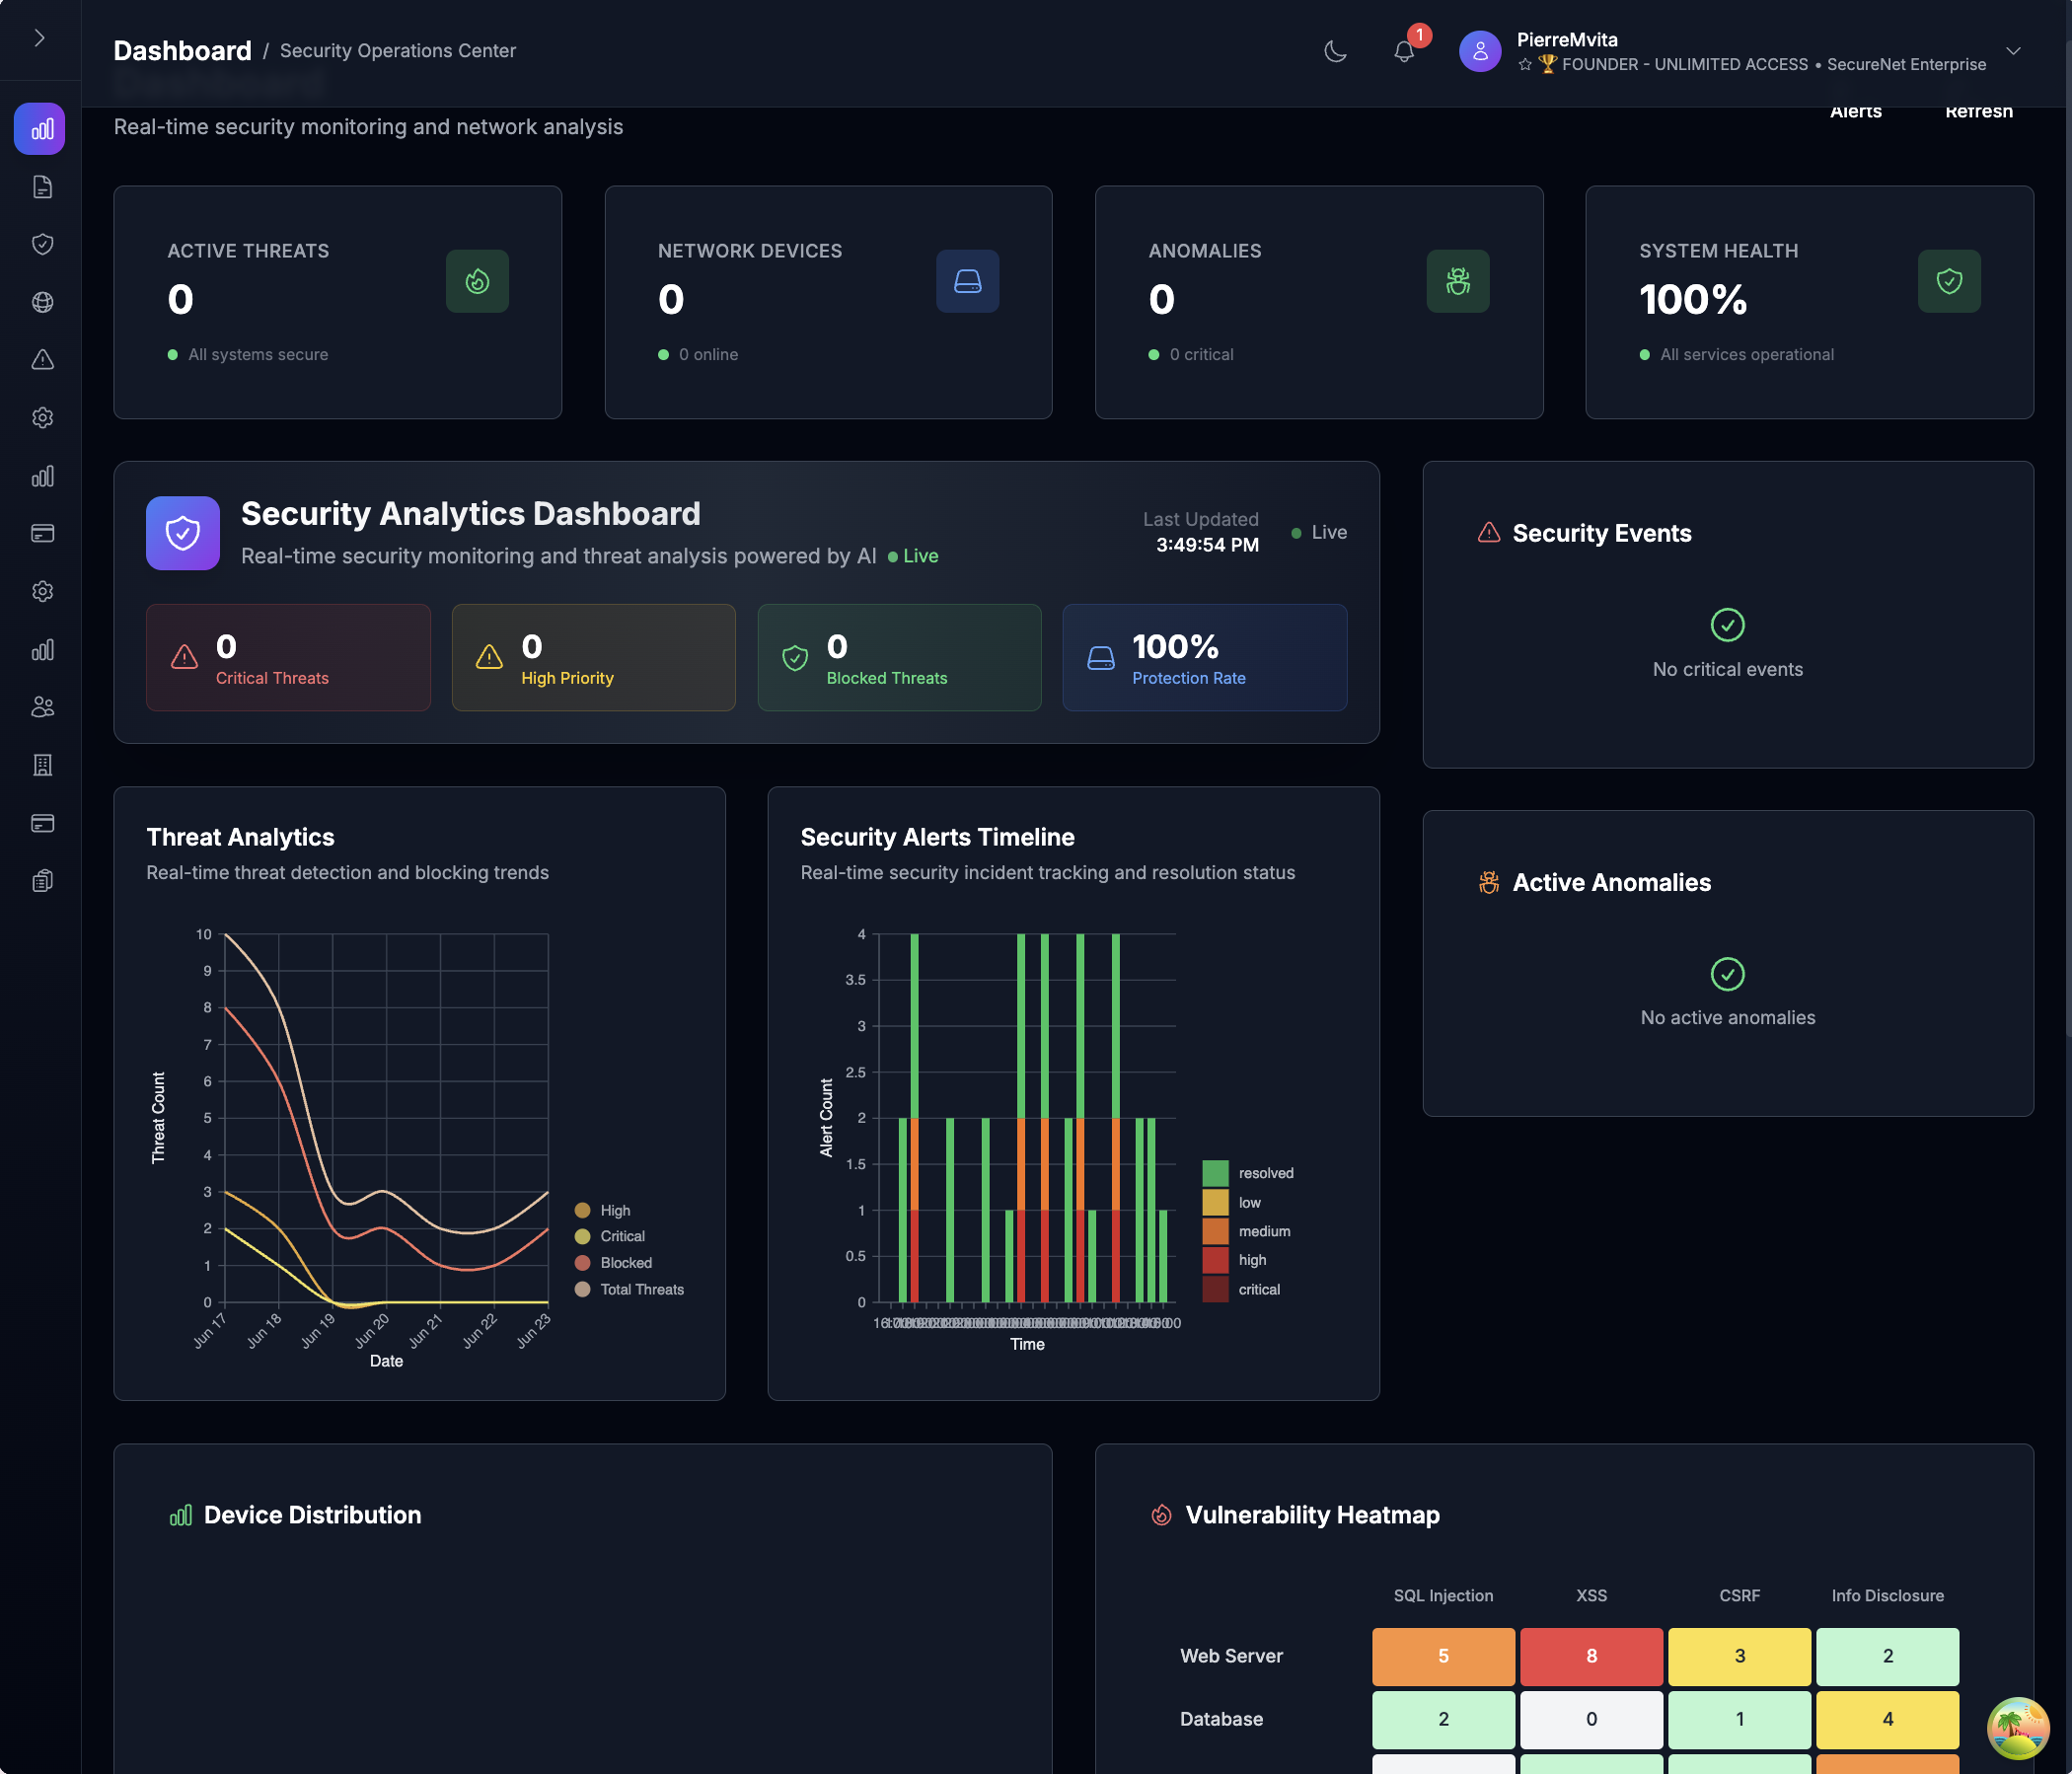 Dashboard / Security Operations Center
1
PierreMvita
FOUNDER - UNLIMITED ACCESS • SecureNet Enterprise
Dashboard
Real-time security monitoring and network analysis
Alerts
Refresh
ACTIVE THREATS
0
All systems secure
NETWORK DEVICES
0
0 online
ANOMALIES
0
0 critical
SYSTEM HEALTH
100%
All services operational
Security Analytics Dashboard
Real-time security monitoring and threat analysis powered by AI
Live
Last Updated
3:49:54 PM
Live
0
Critical Threats
0
High Priority
0
Blocked Threats
100%
Protection Rate
Security Events
No critical events
Threat Analytics
Real-time threat detection and blocking trends
10
9
8
7
6
5
4
3
2
1
0
Threat Count
Jun 17
Jun 18
Jun 19
Jun 20
Jun 21
Jun 22
Jun 23
Date
High
Critical
Blocked
Total Threats
Security Alerts Timeline
Real-time security incident tracking and resolution status
4
3.5
3
2.5
2
1.5
1
0.5
0
Alert Count
Time
resolved
low
medium
high
critical
Active Anomalies
No active anomalies
Device Distribution
Vulnerability Heatmap
SQL Injection XSS CSRF Info Disclosure
Web Server 5 8 3 2
Database 2 0 1 4